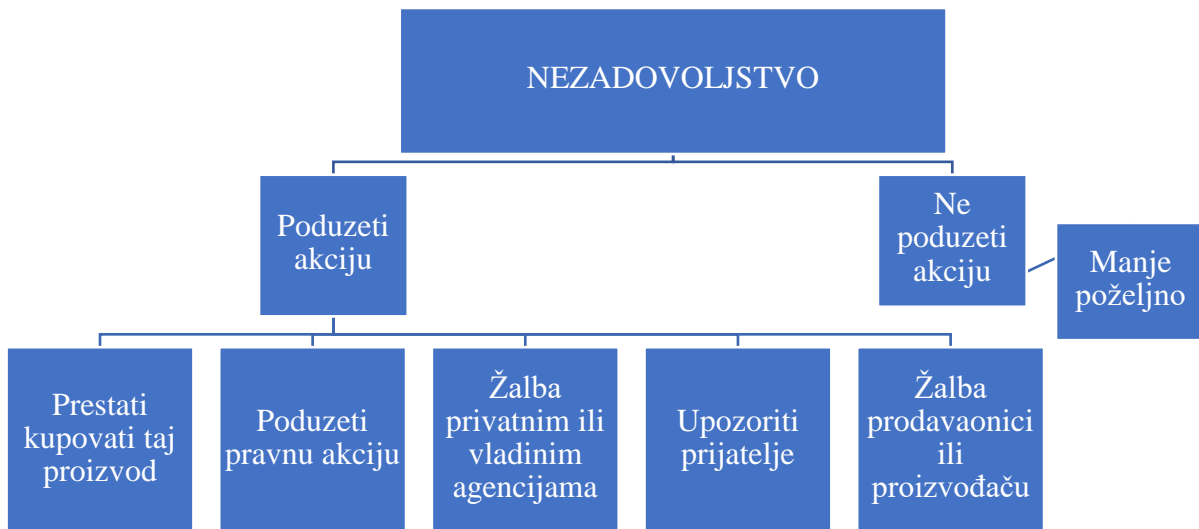 NEZADOVOLJSTVO
Poduzeti
akciju
Ne
poduzeti
akciju
Manje
poželjno
Prestati
kupovati taj
proizvod
Poduzeti
pravnu akciju
Žalba
privatnim ili
vladinim
agencijama
Upozoriti
prijatelje
Žalba
prodavaonici
ili
proizvođaču